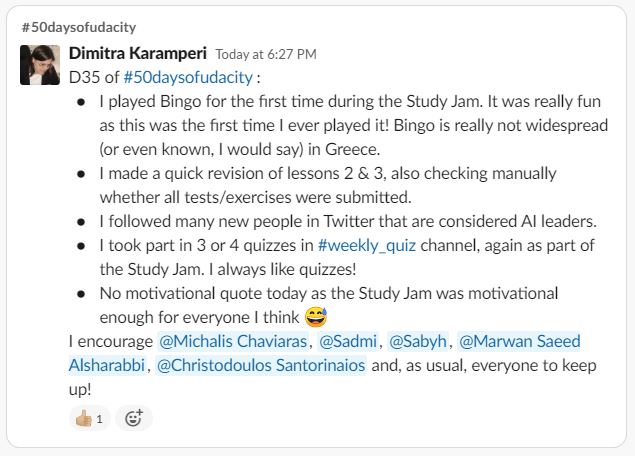 #50daysofudacity
Dimitra Karamperi Today at 6:27 PM
D35 of #50daysofudacity :
• I played Bingo for the first time during the Study Jam. It was really fun
as this was the first time I ever played it! Bingo is really not widespread
(or even known, I would say) in Greece.
• I made a quick revision of lessons 2 & 3, also checking manually
whether all tests/exercises were submitted.
• I followed many new people in Twitter that are considered AI leaders.
• I took part in 3 or 4 quizzes in #weekly_quiz channel, again as part of
the Study Jam. I always like quizzes!
• No motivational quote today as the Study Jam was motivational
enough for everyone I think 😅
I encourage @Michalis Chaviaras, @Sadmi, @Sabyh, @Marwan Saeed
Alsharabbi, @Christodoulos Santorinaios and, as usual, everyone to keep
up!
👍🏼 1